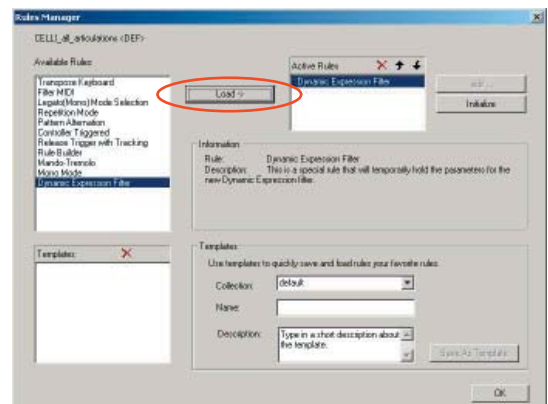 Rules Manager
CELLI_all_articulations <DEF>
Available Rules
Transpose Keyboard
Filter MIDI
Legato(Mono) Mode Selection
Repetition Mode
Pattern Alternation
Controller Triggered
Release Trigger with Tracking
Rule Builder
Mando-Tremolo
Mono Mode
Dynamic Expression Filter
Load ->
Active Rules
Dynamic Expression Filter
Initialize
Information
Rule: Dynamic Expression Filter
Description: This is a special rule that will temporally hold the parameters for the
new Dynamic Expression filter.
Templates
Templates
Use templates to quickly save and load rules your favorite rules.
Collection: default
Name:
Description: Type in a short description about
the template.
Save As Template
OK